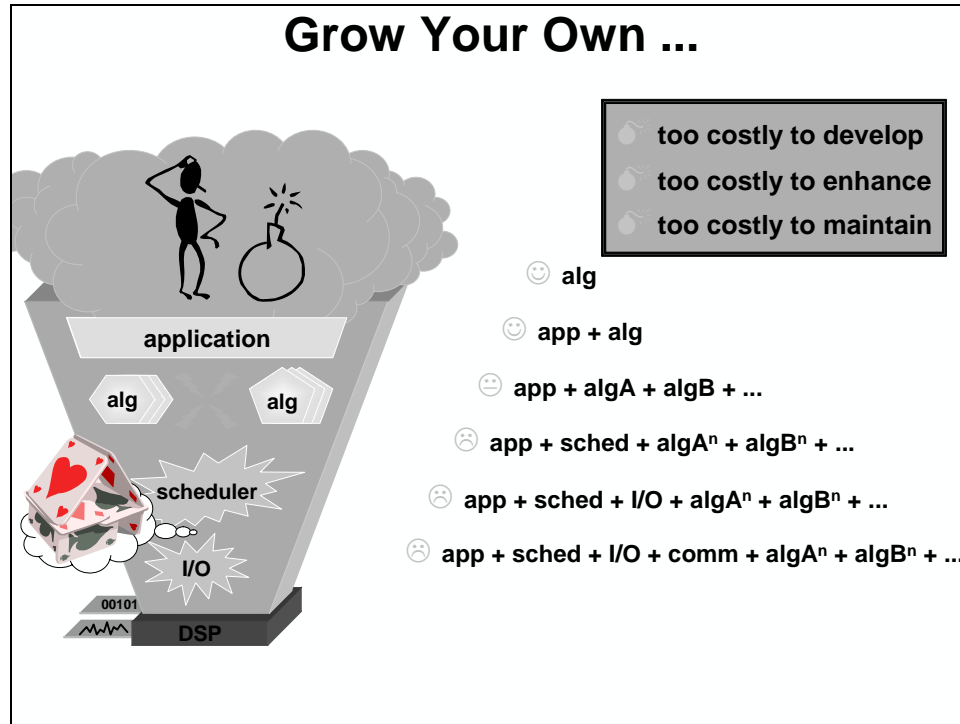 Grow Your Own ...
too costly to develop
too costly to enhance
too costly to maintain
alg
app + alg
app + algA + algB + ...
app + sched + algAⁿ + algBⁿ + ...
app + sched + I/O + algAⁿ + algBⁿ + ...
app + sched + I/O + comm + algAⁿ + algBⁿ + ...
application
alg
alg
scheduler
I/O
00101
DSP